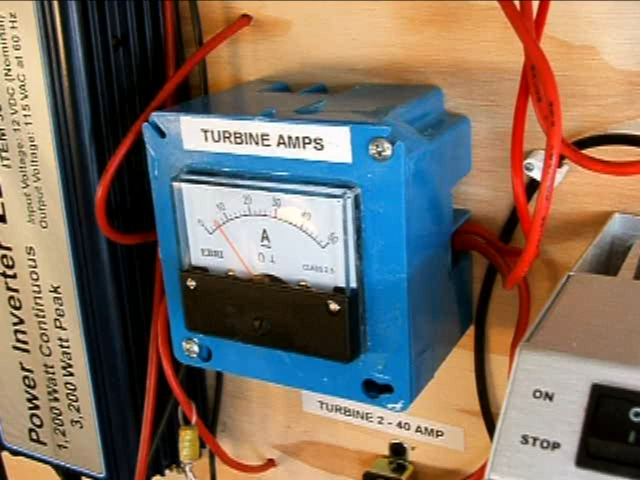 TURBINE AMPS
0 10 20 30 40 50
A
EBRI
CLASS 2.5
TURBINE 2 - 40 AMP
ON
STOP
Power Inverter
1,200 Watt Continuous
3,200 Watt Peak
Input Voltage: 12 VDC (Nominal)
Output Voltage: 115 VAC at 60 Hz
ITEM